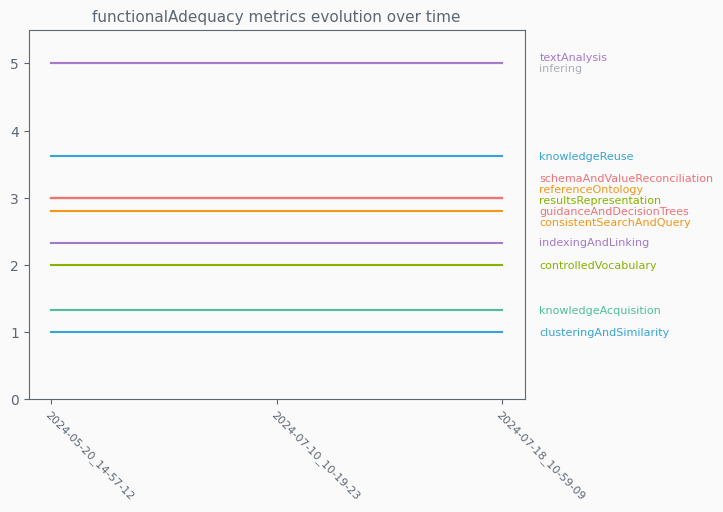 functionalAdequacy metrics evolution over time
5
4
3
2
1
0
textAnalysis
infering
knowledgeReuse
schemaAndValueReconciliation
referenceOntology
resultsRepresentation
guidanceAndDecisionTrees
consistentSearchAndQuery
indexingAndLinking
controlledVocabulary
knowledgeAcquisition
clusteringAndSimilarity
2024-05-20_14-57-12
2024-07-10_10-19-23
2024-07-18_10-59-09